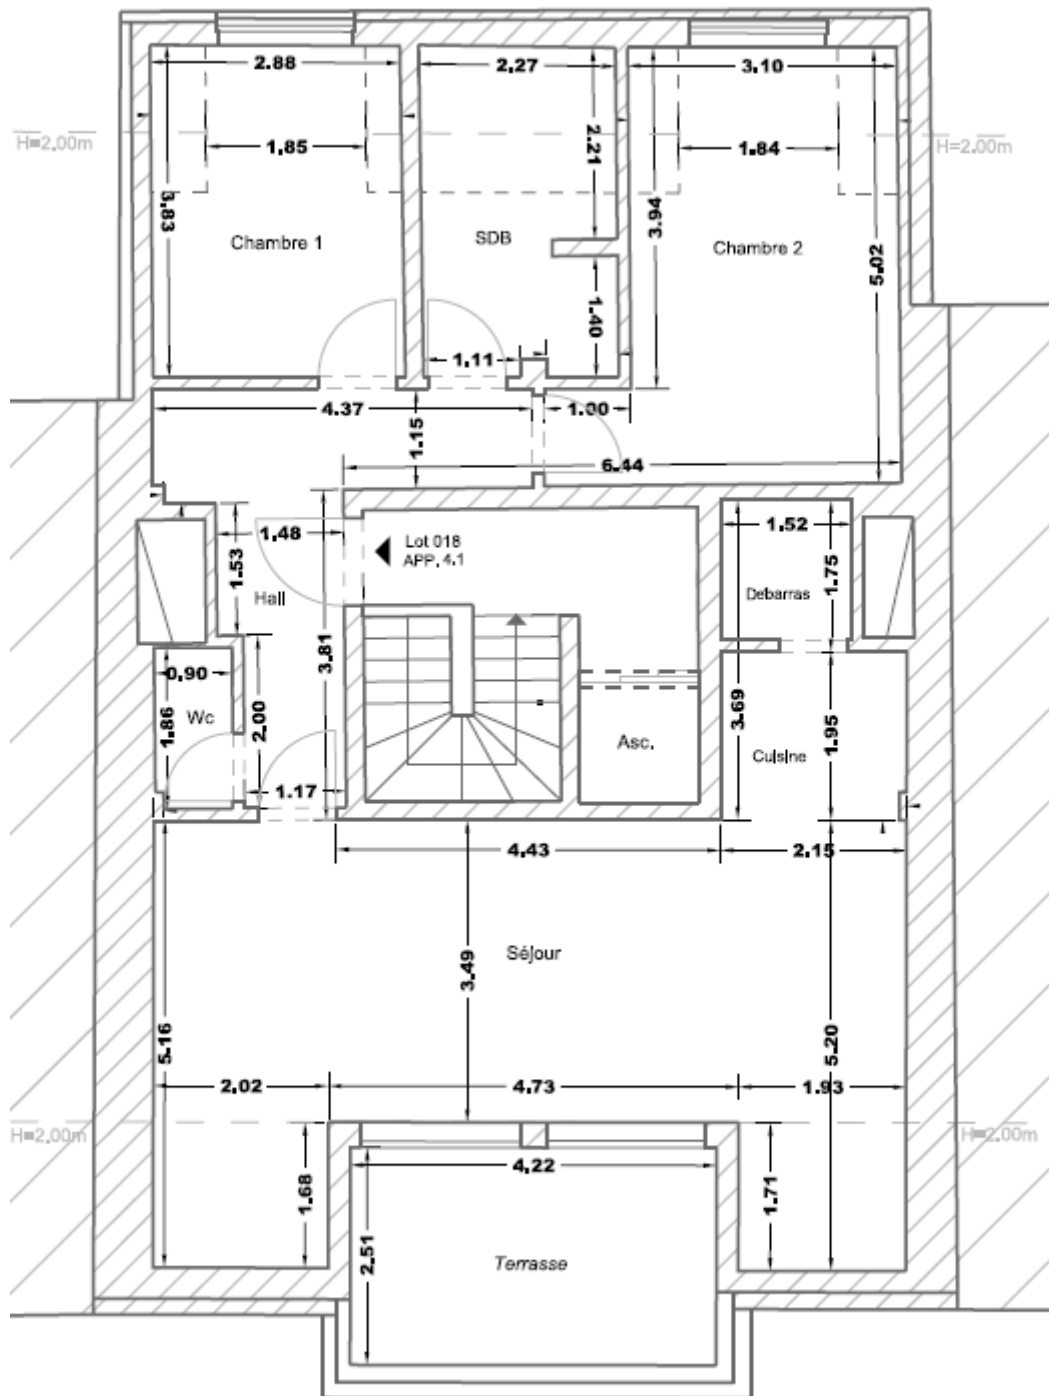 2.88
2.27
3.10
H=2.00m
1.85
2.21
1.84
H=2.00m
3.83
3.94
Chambre 1
SDB
Chambre 2
5.02
1.40
1.11
4.37
1.00
1.15
6.44
1.48
Lot 018
APP. 4.1
1.52
1.53
1.75
Hall
Debarras
3.81
0.90
2.00
3.69
1.95
Wc
1.86
Asc.
Cuisine
1.17
4.43
2.15
Séjour
3.49
5.16
5.20
2.02
4.73
1.93
H=2.00m
H=2.00m
4.22
1.68
1.71
2.51
Terrasse